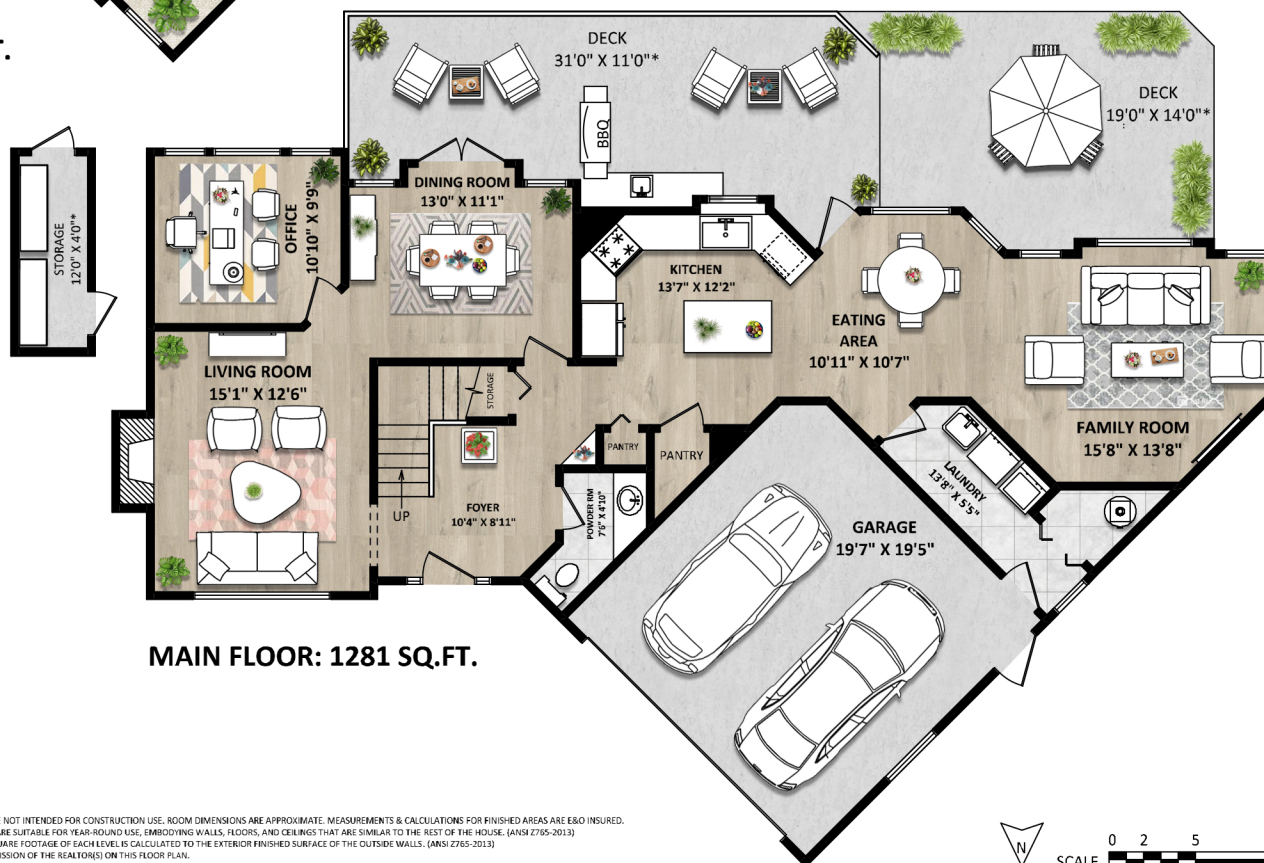 T.
DECK
31'0" X 11'0"*
DECK
19'0" X 14'0"*
BBQ
STORAGE
12'0" X 4'0"*
OFFICE
10'10" X 9'9"
DINING ROOM
13'0" X 11'1"
KITCHEN
13'7" X 12'2"
EATING
AREA
10'11" X 10'7"
LIVING ROOM
15'1" X 12'6"
STORAGE
FAMILY ROOM
15'8" X 13'8"
PANTRY
PANTRY
LAUNDRY
13'8" X 5'5"
UP
FOYER
10'4" X 8'11"
POWDER RM
7'6" X 4'10"
GARAGE
19'7" X 19'5"
MAIN FLOOR: 1281 SQ.FT.
NOT INTENDED FOR CONSTRUCTION USE. ROOM DIMENSIONS ARE APPROXIMATE. MEASUREMENTS & CALCULATIONS FOR FINISHED AREAS ARE E&O INSURED.
ARE SUITABLE FOR YEAR-ROUND USE, EMBODYING WALLS, FLOORS, AND CEILINGS THAT ARE SIMILAR TO THE REST OF THE HOUSE. (ANSI Z765-2013)
UARE FOOTAGE OF EACH LEVEL IS CALCULATED TO THE EXTERIOR FINISHED SURFACE OF THE OUTSIDE WALLS. (ANSI Z765-2013)
SSION OF THE REALTOR(S) ON THIS FLOOR PLAN.
N
SCALE
0 2 5